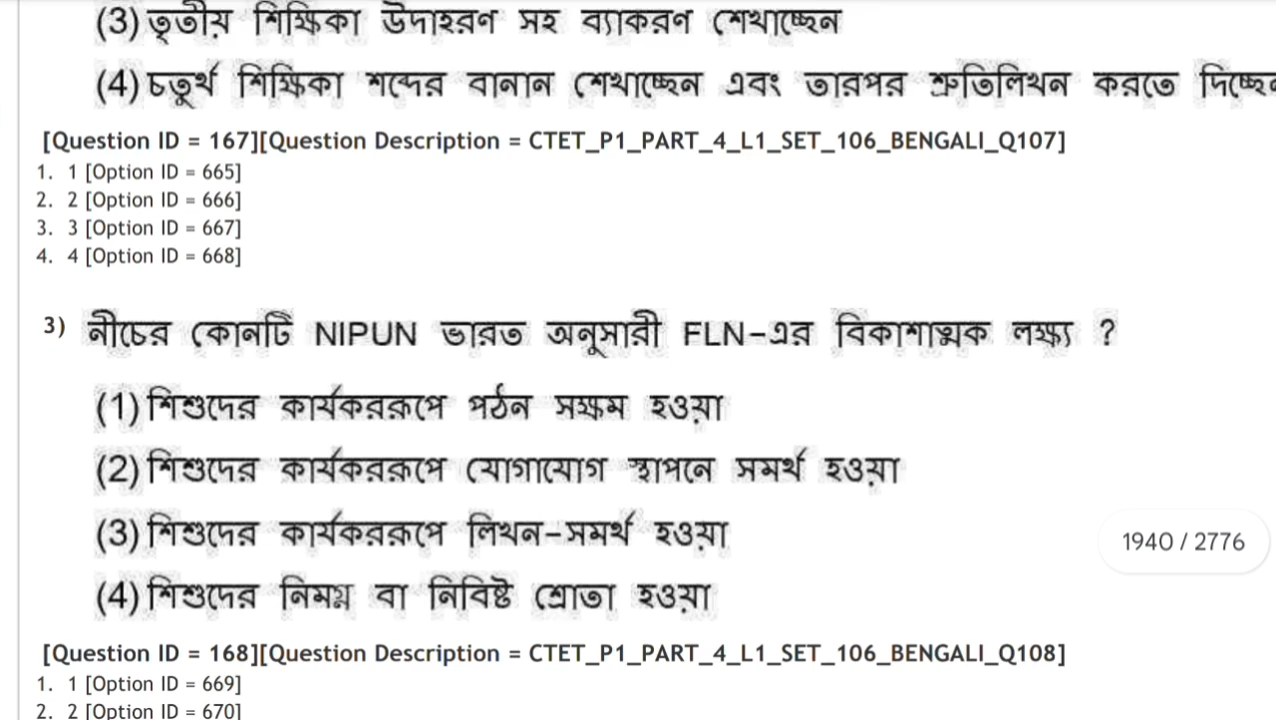 (3) তৃতীয় শিক্ষিকা উদাহরণ সহ ব্যাকরণ শেখাচ্ছেন
(4) চতুর্থ শিক্ষিকা শব্দের বানান শেখাচ্ছেন এবং তারপর শ্রুতিলিখন করতে
[Question ID = 167][Question Description = CTET_P1_PART_4_L1_SET_106_BENGALI_Q107]
1. 1 [Option ID = 665]
2. 2 [Option ID = 666]
3. 3 [Option ID = 667]
4. 4 [Option ID = 668]
3) নীচের কোনটি NIPUN ভারত অনুসারী FLN-এর বিকাশাত্মক লক্ষ্য ?
(1) শিশুদের কার্যকররূপে পঠন সক্ষম হওয়া
(2) শিশুদের কার্যকররূপে যোগাযোগ স্থাপনে সমর্থ হওয়া
(3) শিশুদের কার্যকররূপে লিখন-সমর্থ হওয়া
1940 / 2776
(4) শিশুদের নিমগ্ন বা নিবিষ্ট শ্রোতা হওয়া
[Question ID = 168][Question Description = CTET_P1_PART_4_L1_SET_106_BENGALI_Q108]
1. 1 [Option ID = 669]
2. 2 [Option ID = 670]